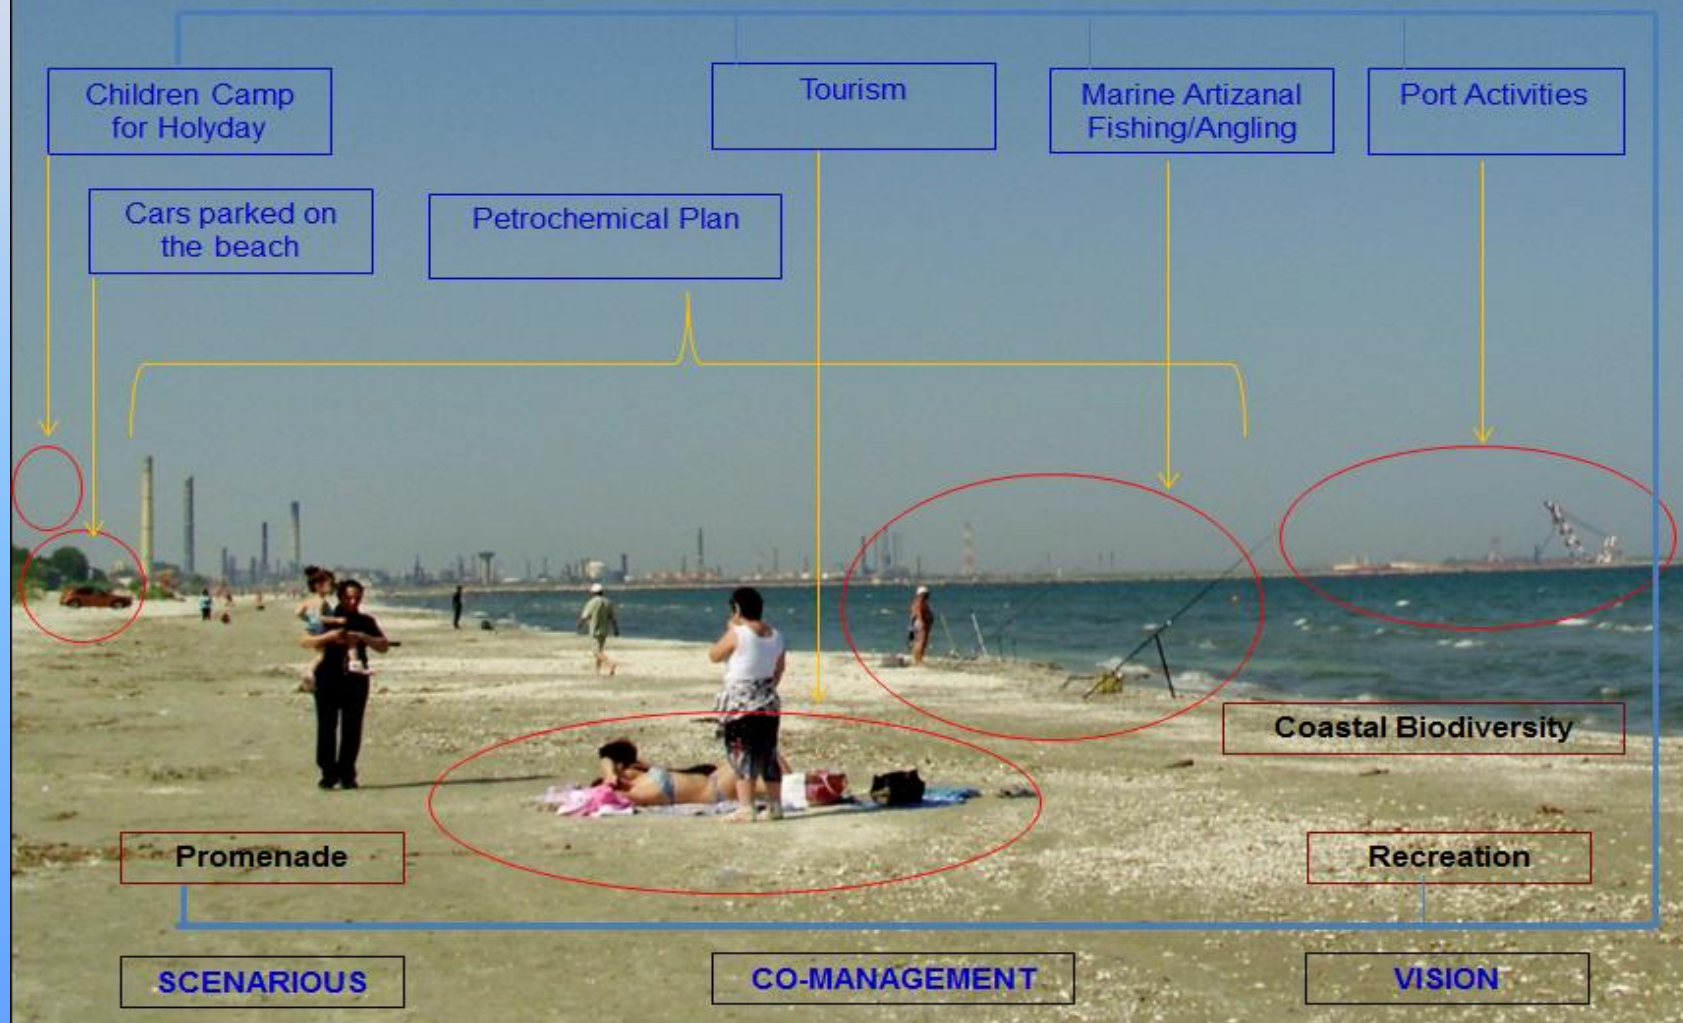 Children Camp
for Holyday
Tourism
Marine Artizanal
Fishing/Angling
Port Activities
Cars parked on
the beach
Petrochemical Plan
Coastal Biodiversity
Promenade
Recreation
SCENARIOUS
CO-MANAGEMENT
VISION